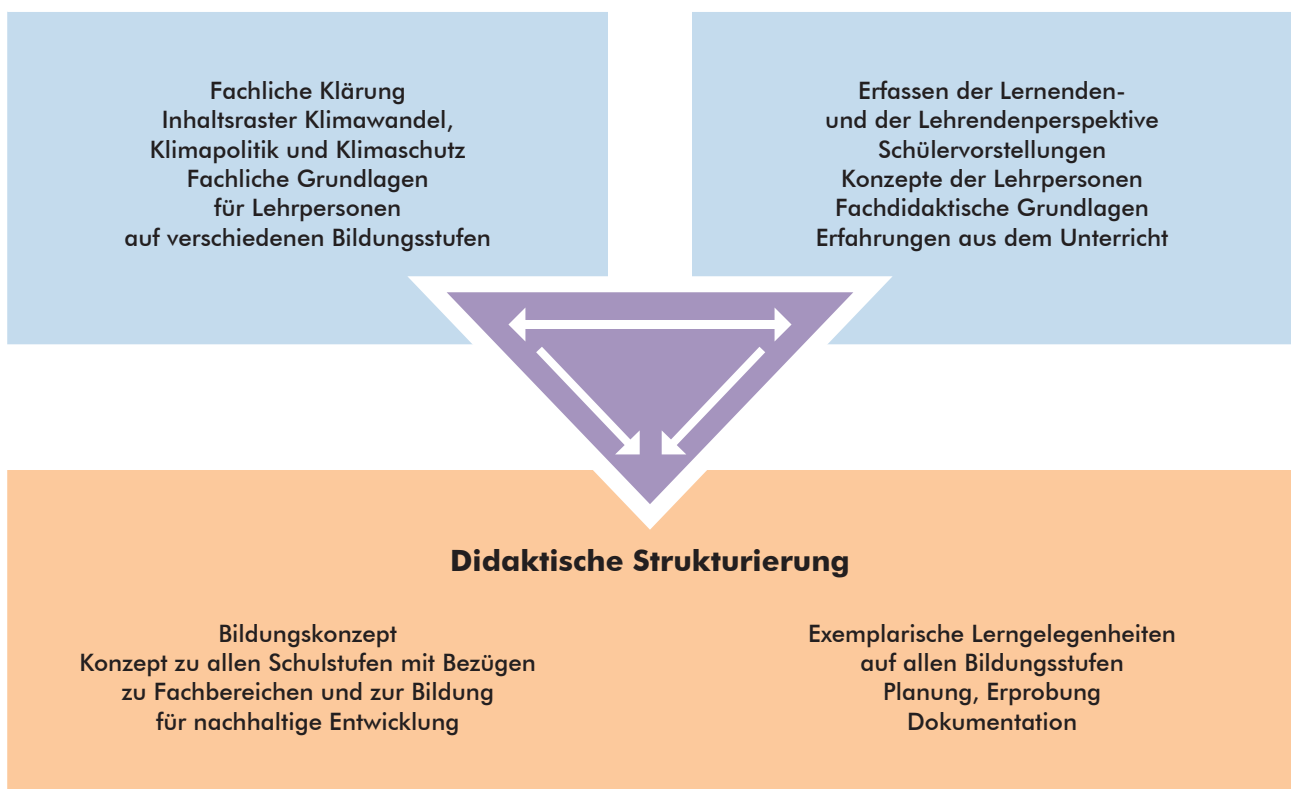 Fachliche Klärung
Inhaltsraster Klimawandel,
Klimapolitik und Klimaschutz
Fachliche Grundlagen
für Lehrpersonen
auf verschiedenen Bildungsstufen
Erfassen der Lernenden-
und der Lehrendenperspektive
Schülervorstellungen
Konzepte der Lehrpersonen
Fachdidaktische Grundlagen
Erfahrungen aus dem Unterricht
Didaktische Strukturierung
Bildungskonzept
Konzept zu allen Schulstufen mit Bezügen
zu Fachbereichen und zur Bildung
für nachhaltige Entwicklung
Exemplarische Lerngelegenheiten
auf allen Bildungsstufen
Planung, Erprobung
Dokumentation